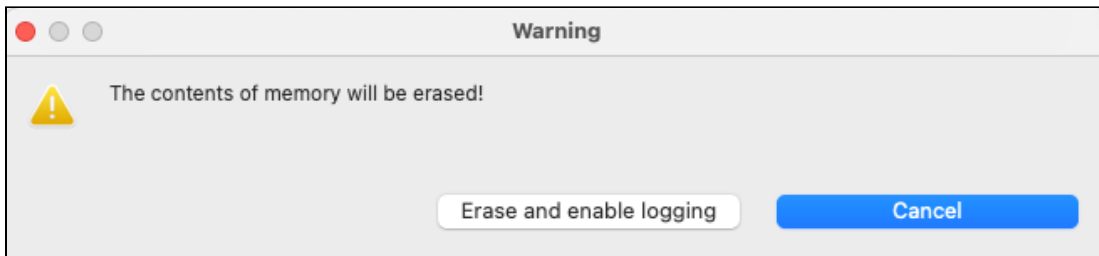 Warning
The contents of memory will be erased!
Erase and enable logging
Cancel